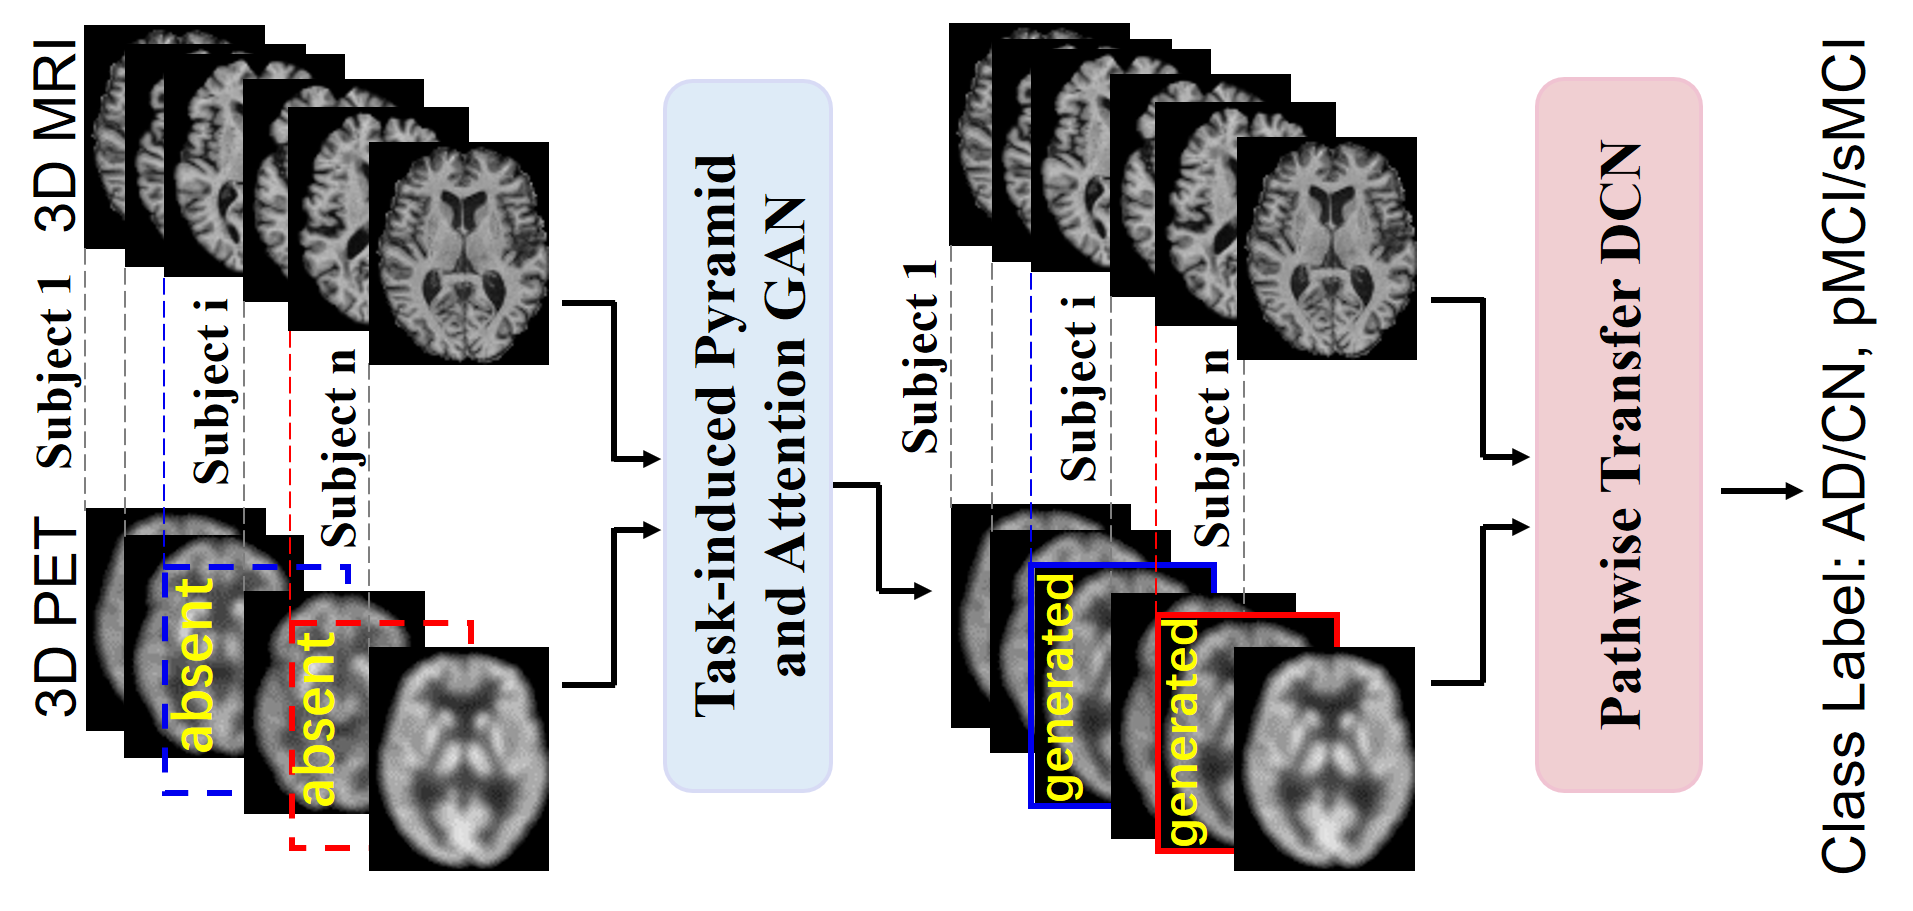 3D MRI
Subject 1
Subject i
Subject n
3D PET
absent
absent
Task-induced Pyramid
and Attention GAN
Subject 1
Subject i
Subject n
generated
generated
Pathwise Transfer DCN
Class Label: AD/CN, pMCI/sMCI